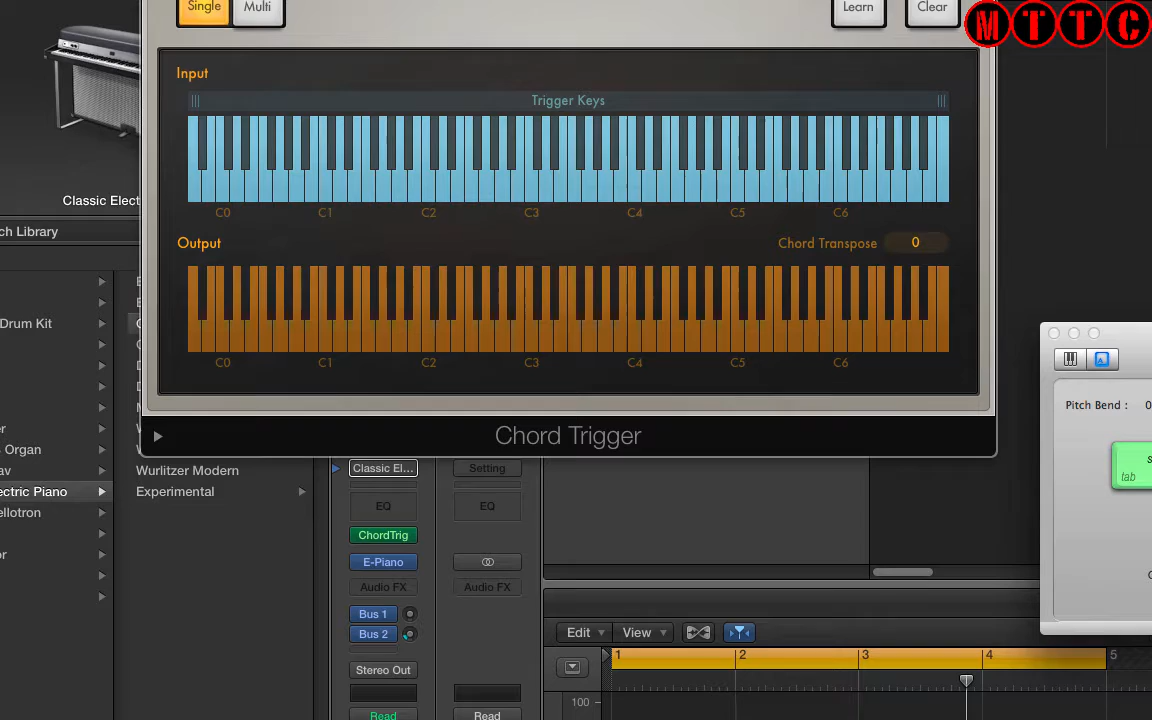 Single
Multi
Learn
Clear
MTTC
Input
Trigger Keys
C0 C1 C2 C3 C4 C5 C6
Output
Chord Transpose 0
C0 C1 C2 C3 C4 C5 C6
Chord Trigger
Classic Elect
ch Library
Drum Kit
Organ
ectric Piano
ellotron
Wurlitzer Modern
Experimental
Classic El...
Setting
EQ
EQ
ChordTrig
E-Piano
Audio FX
Audio FX
Bus 1
Bus 2
Stereo Out
Read
Read
Edit
View
1 2 3 4 5
100
Pitch Bend : 0
tab